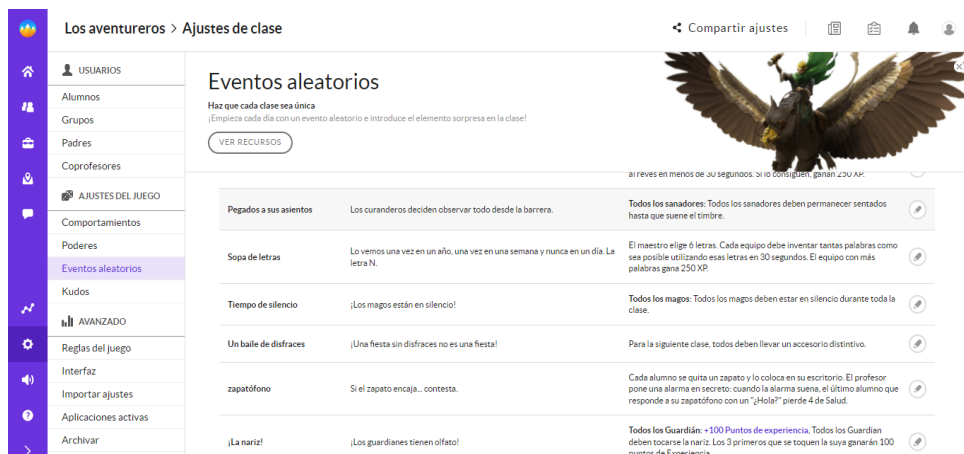 Los aventureros > Ajustes de clase
Compartir ajustes
USUARIOS
Alumnos
Grupos
Padres
Coprofesores
AJUSTES DEL JUEGO
Comportamientos
Poderes
Eventos aleatorios
Kudos
AVANZADO
Reglas del juego
Interfaz
Importar ajustes
Aplicaciones activas
Archivar
Eventos aleatorios
Haz que cada clase sea única
¡Empieza cada día con un evento aleatorio e introduce el elemento sorpresa en la clase!
VER RECURSOS
al revés en menos de 30 segundos. Si lo consiguen, ganan 250 XP.
Pegados a sus asientos
Los curanderos deciden observar todo desde la barrera.
Todos los sanadores: Todos los sanadores deben permanecer sentados
hasta que suene el timbre.
Sopa de letras
Lo vemos una vez en un año, una vez en una semana y nunca en un día. La
letra N.
El maestro elige 6 letras. Cada equipo debe inventar tantas palabras como
sea posible utilizando esas letras en 30 segundos. El equipo con más
palabras gana 250 XP.
Tiempo de silencio
¡Los magos están en silencio!
Todos los magos: Todos los magos deben estar en silencio durante toda la
clase.
Un baile de disfraces
¡Una fiesta sin disfraces no es una fiesta!
Para la siguiente clase, todos deben llevar un accesorio distintivo.
zapatófono
Si el zapato encaja... contesta.
Cada alumno se quita un zapato y lo coloca en su escritorio. El profesor
pone una alarma en secreto: cuando la alarma suena, el último alumno que
responde a su zapatófono con un "¿Hola?" pierde 4 de Salud.
¡La nariz!
¡Los guardianes tienen olfato!
Todos los Guardián: +100 Puntos de experiencia, Todos los Guardian
deben tocarse la nariz. Los 3 primeros que se toquen la suya ganarán 100
puntos de Experiencia.